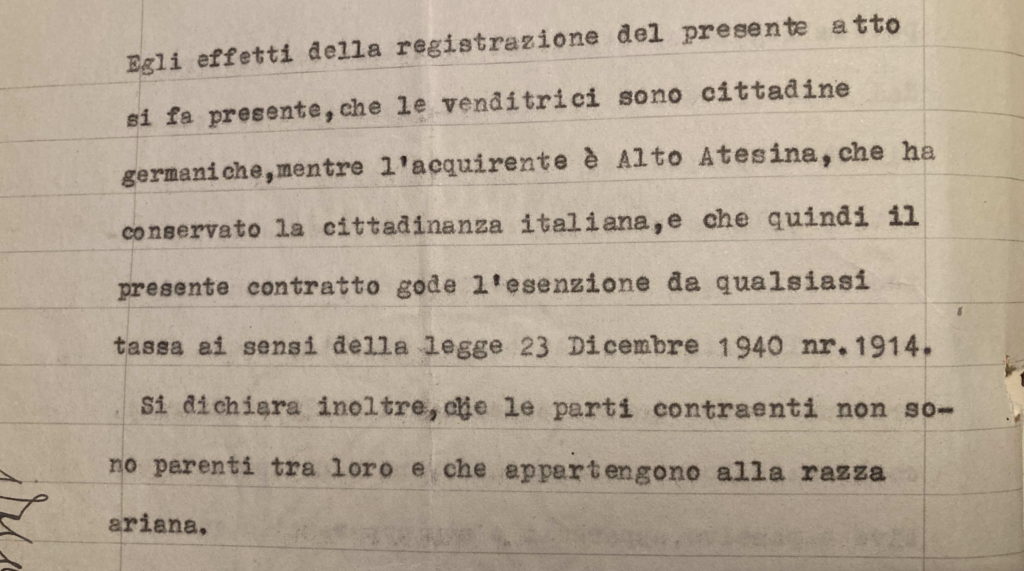 Egli effetti della registrazione del presente atto
si fa presente,che le venditrici sono cittadine
germaniche,mentre l'acquirente è Alto Atesina,che ha
conservato la cittadinanza italiana,e che quindi il
presente contratto gode l'esenzione da qualsiasi
tassa ai sensi della legge 23 Dicembre 1940 nr.1914.
Si dichiara inoltre,che le parti contraenti non so-
no parenti tra loro e che appartengono alla razza
ariana.